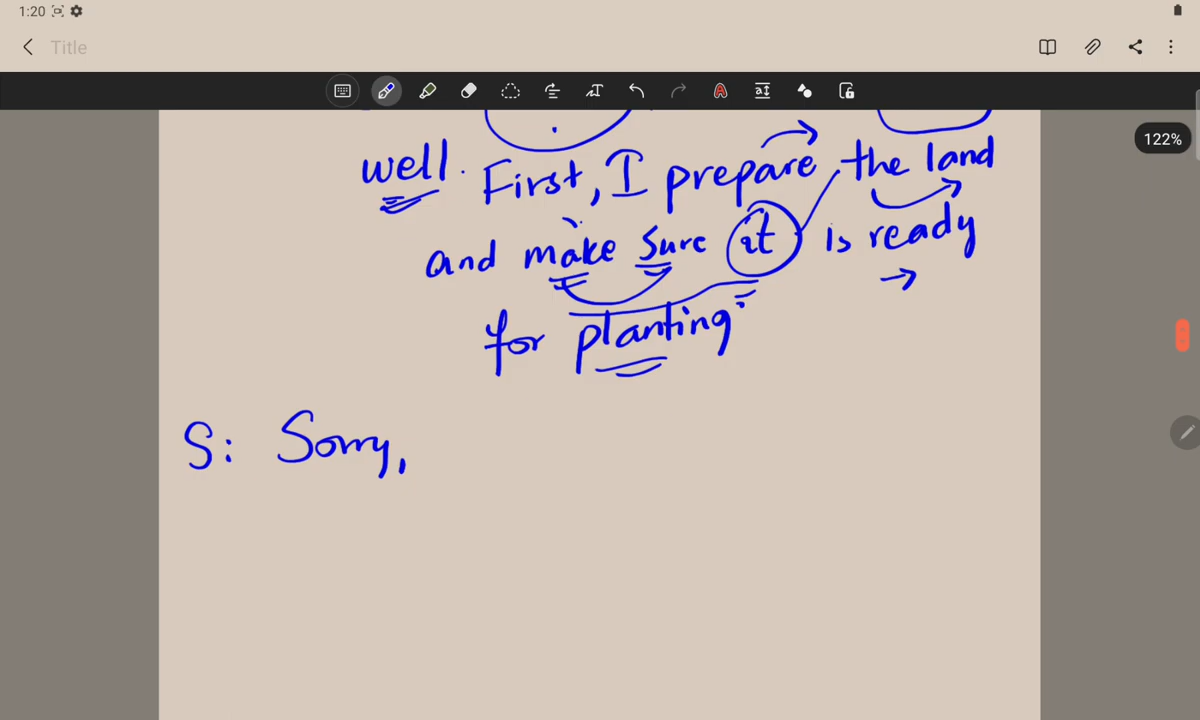 1:20
Title
122%
well. First, I prepare the land
and make sure it is ready
for planting.
S: Sorry,